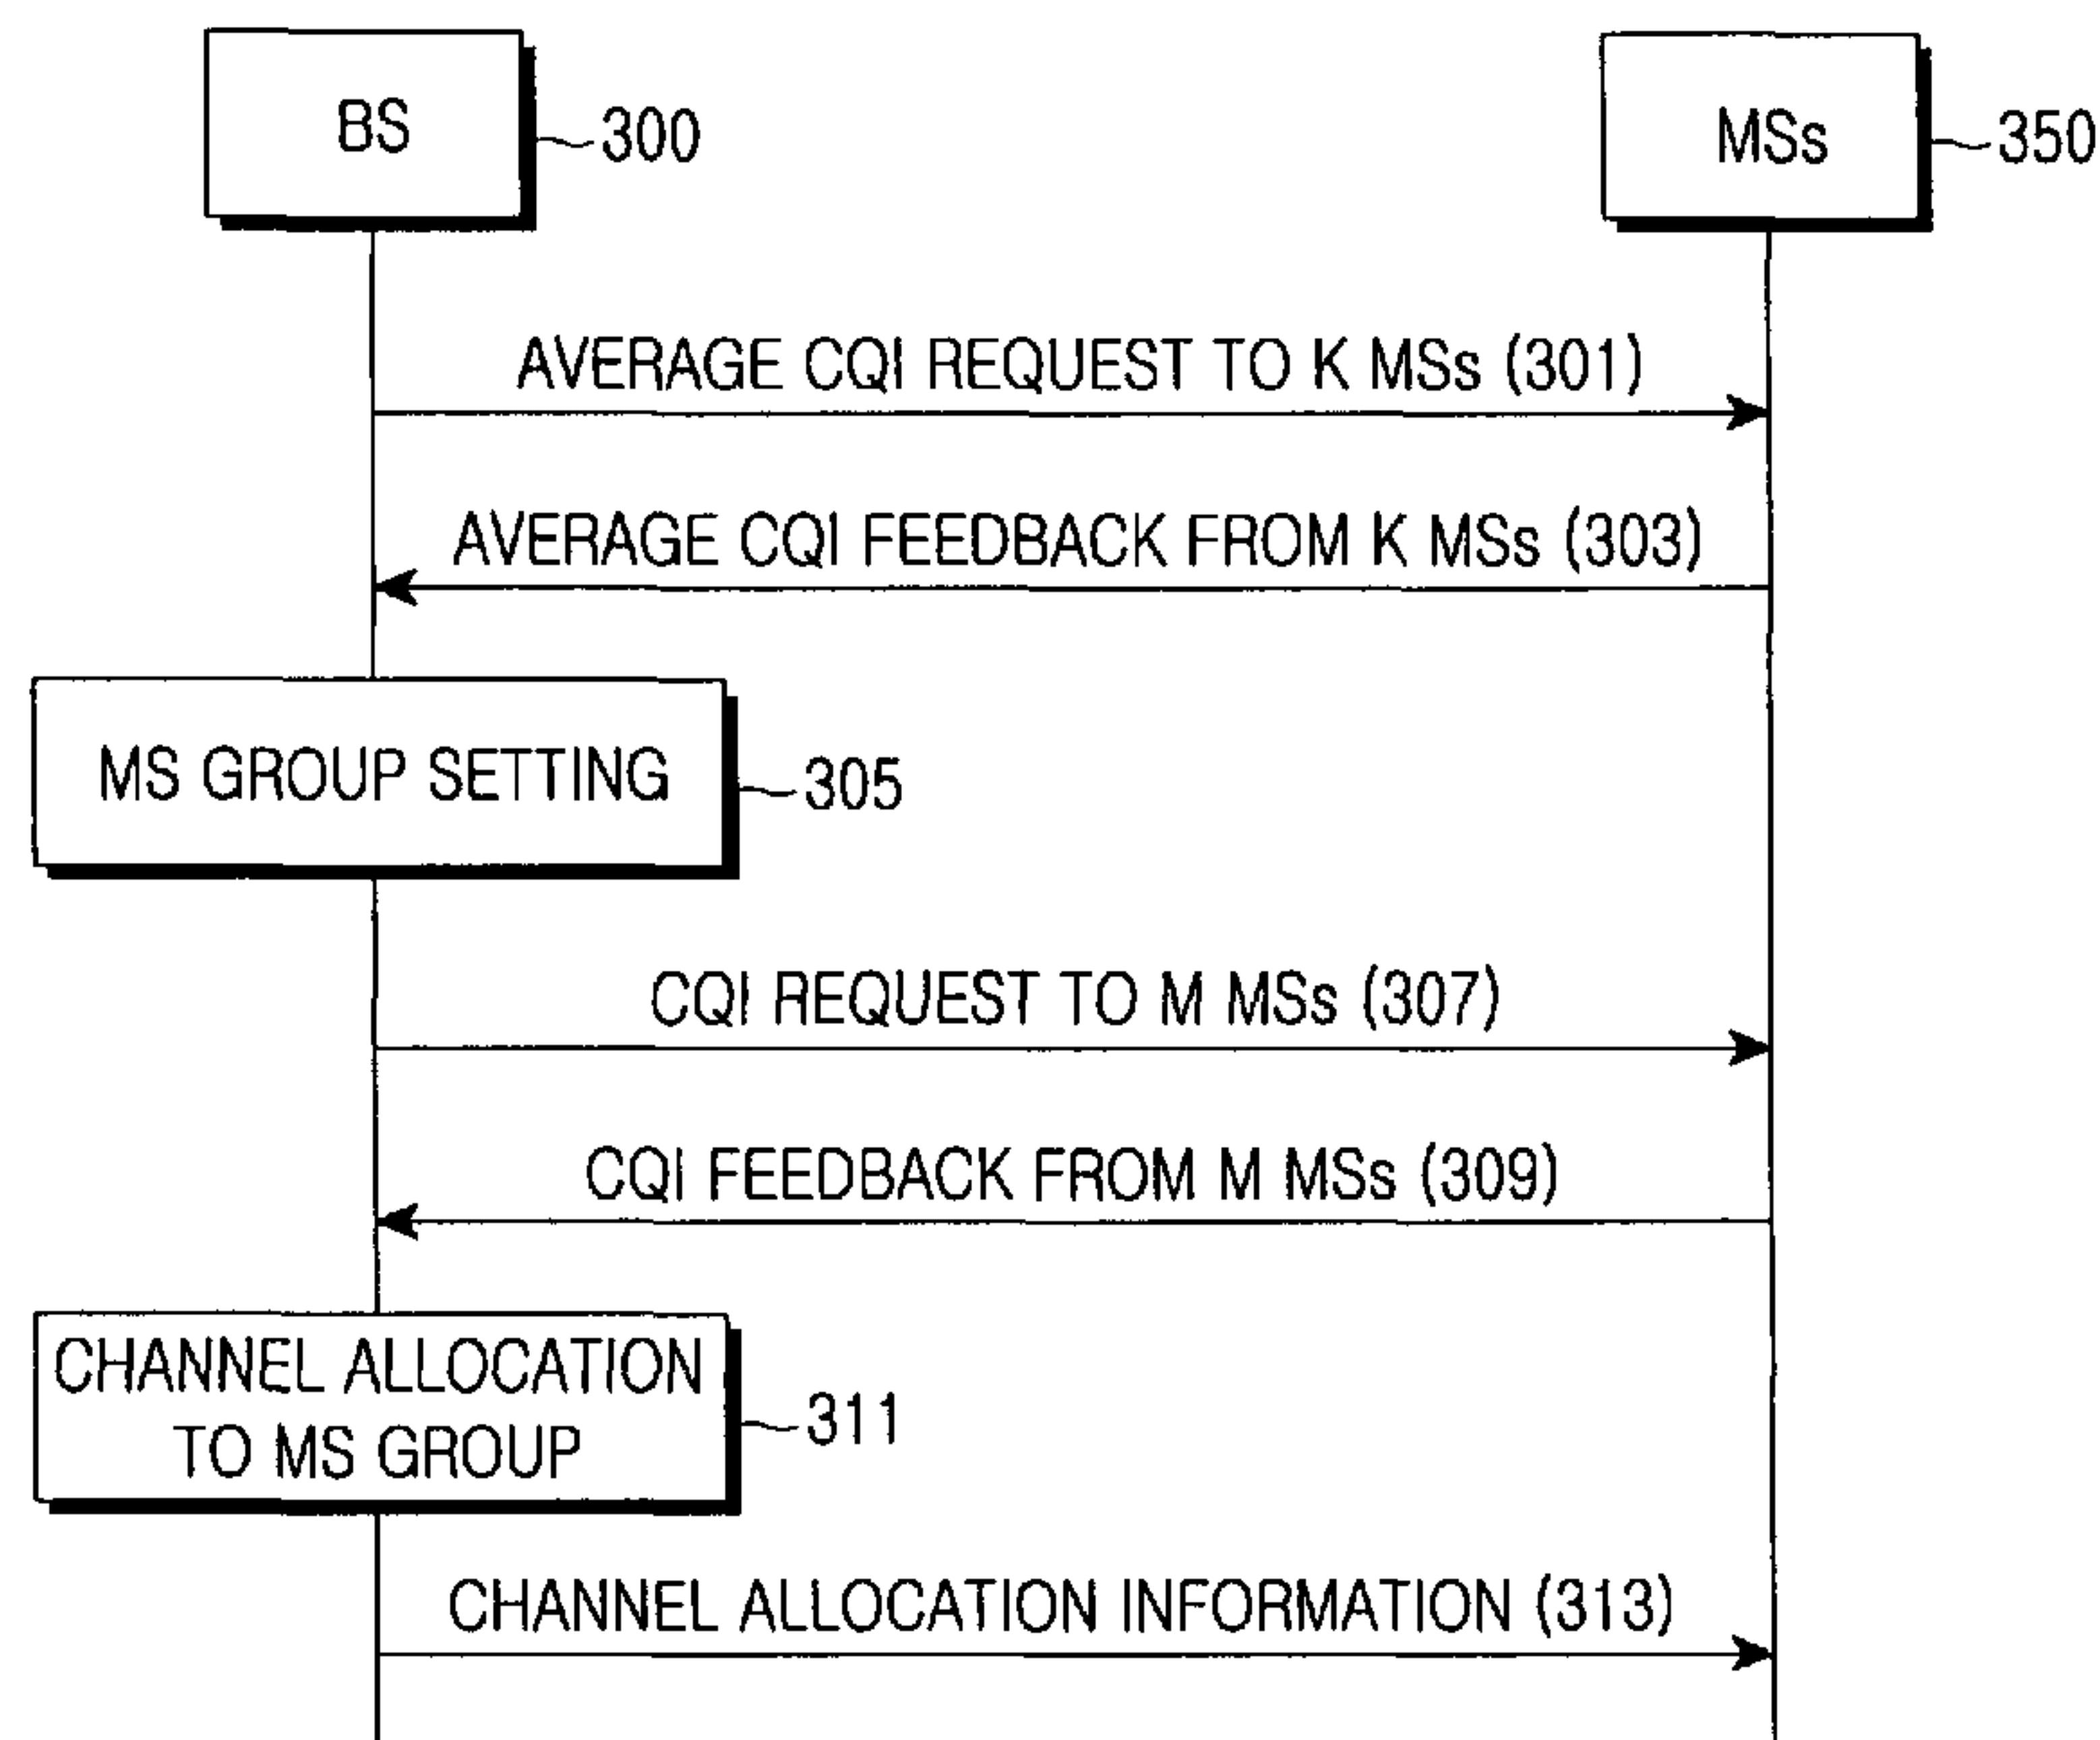 BS
300
MSs
350
AVERAGE CQI REQUEST TO K MSs (301)
AVERAGE CQI FEEDBACK FROM K MSs (303)
MS GROUP SETTING
305
CQI REQUEST TO M MSs (307)
CQI FEEDBACK FROM M MSs (309)
CHANNEL ALLOCATION
TO MS GROUP
311
CHANNEL ALLOCATION INFORMATION (313)